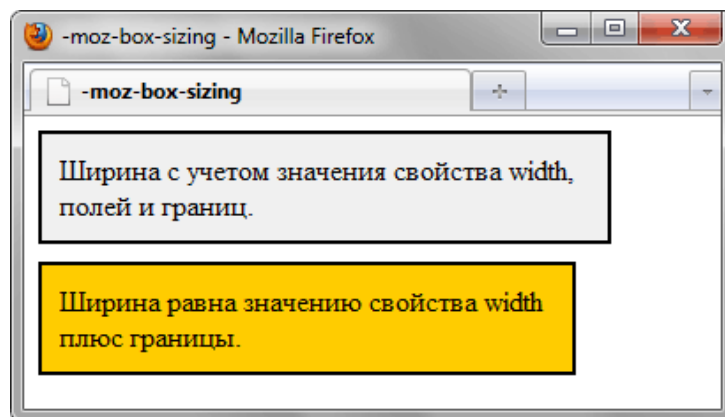 -moz-box-sizing - Mozilla Firefox
-moz-box-sizing
Ширина с учетом значения свойства width,
полей и границ.
Ширина равна значению свойства width
плюс границы.